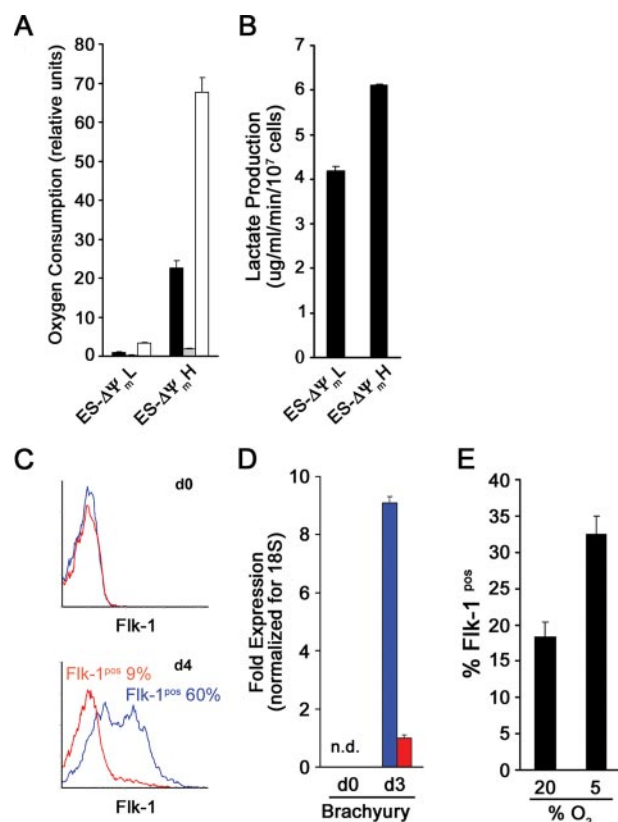 A
Oxygen Consumption (relative units)
80
70
60
50
40
30
20
10
0
ES-ΔΨmL
ES-ΔΨmH
B
Lactate Production
(ug/ml/min/10⁷ cells)
7
6
5
4
3
2
1
0
ES-ΔΨmL
ES-ΔΨmH
C
d0
Flk-1
d4
Flk-1pos 9%
Flk-1pos 60%
Flk-1
D
Fold Expression
(normalized for 18S)
10
8
6
4
2
0
n.d.
d0 d3
Brachyury
E
% Flk-1 pos
40
35
30
25
20
15
10
5
0
20 5
% O₂